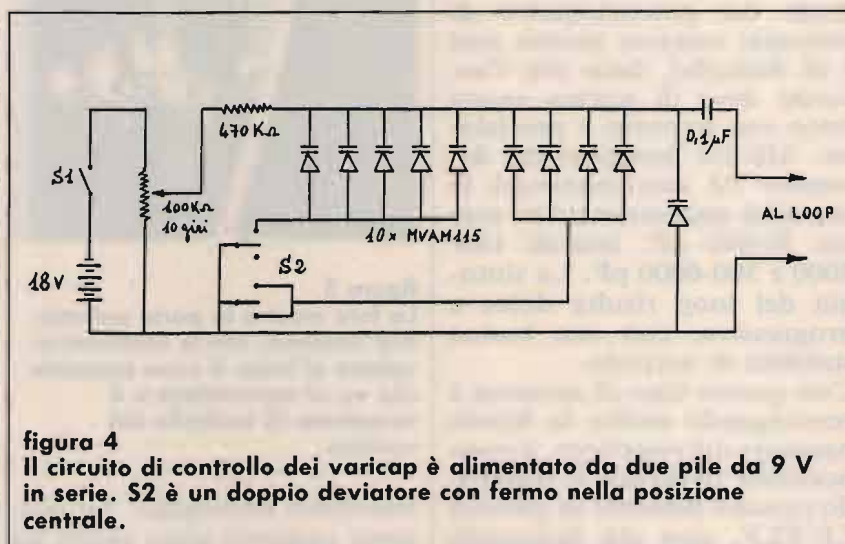 S1
18V
100KΩ
10 giri
470 KΩ
10 x MVAM115
S2
0,1 µF
AL LOOP
figura 4
Il circuito di controllo dei varicap è alimentato da due pile da 9 V
in serie. S2 è un doppio deviatore con fermo nella posizione
centrale.